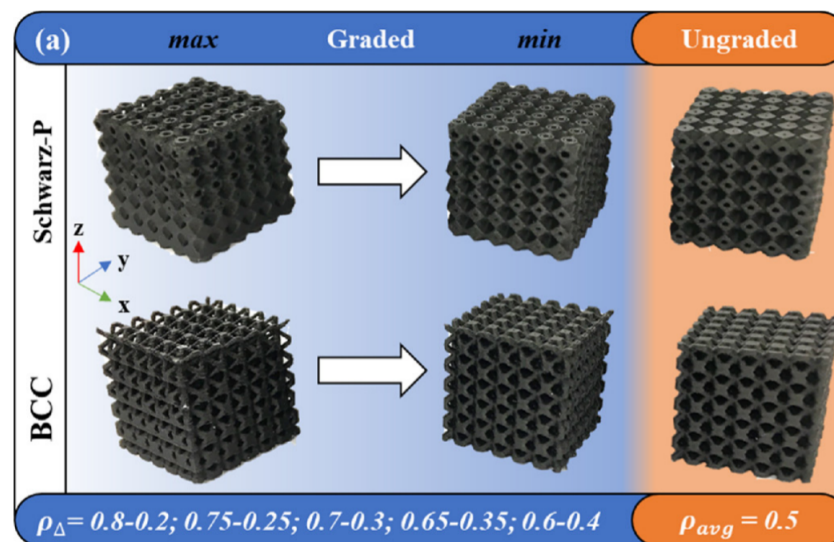 (a) max Graded min Ungraded
Schwarz-P
z
y
x
BCC
ρΔ= 0.8-0.2; 0.75-0.25; 0.7-0.3; 0.65-0.35; 0.6-0.4
ρavg = 0.5